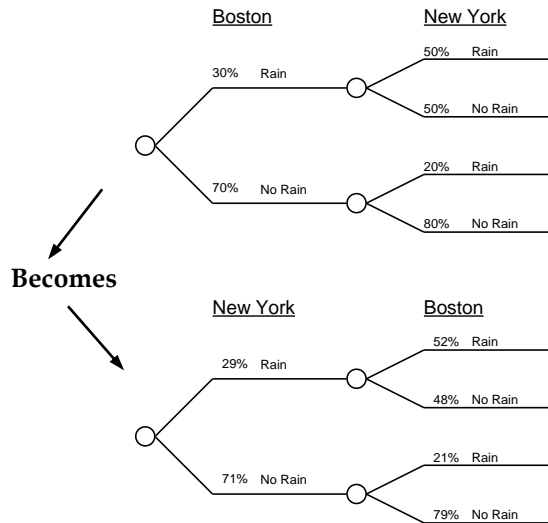 Boston New York
50% Rain
30% Rain
50% No Rain
20% Rain
70% No Rain
80% No Rain
Becomes
New York Boston
52% Rain
29% Rain
48% No Rain
21% Rain
71% No Rain
79% No Rain